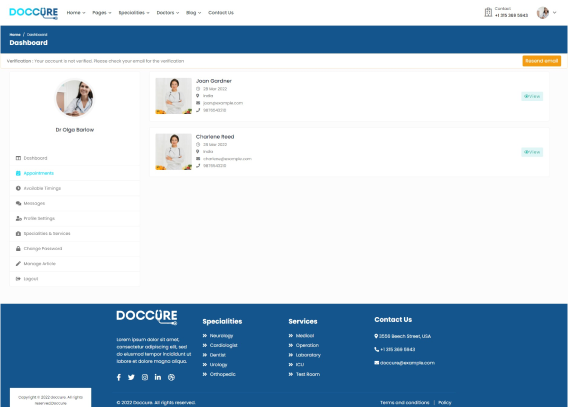 DOCCURE
Home Pages Specialities Doctors Blog Contact Us
Contact
+1 315 369 5943
Home / Dashboard
Dashboard
Verification : Your account is not verified. Please check your email for the verification
Resend email
Dr Olga Barlow
Dashboard
Appointments
Available Timings
Messages
Profile Settings
Specialities & Services
Change Password
Manage Article
Logout
Joan Gardner
28 Mar 2022
India
joan@example.com
View
Charlene Reed
28 Mar 2022
India
charlene@example.com
View
DOCCURE
Lorem ipsum dolor sit amet,
consectetur adipiscing elit, sed
do eiusmod tempor incididunt ut
labore et dolore magna aliqua.
Specialities
Neurology
Cardiologist
Dentist
Urology
Orthopedic
Services
Medical
Operation
Laboratory
ICU
Test Room
Contact Us
3556 Beech Street, USA
+1 315 369 5943
doccure@example.com
Copyright © 2022 doccure. All rights
reserved
© 2022 Doccure. All rights reserved.
Terms and conditions | Policy